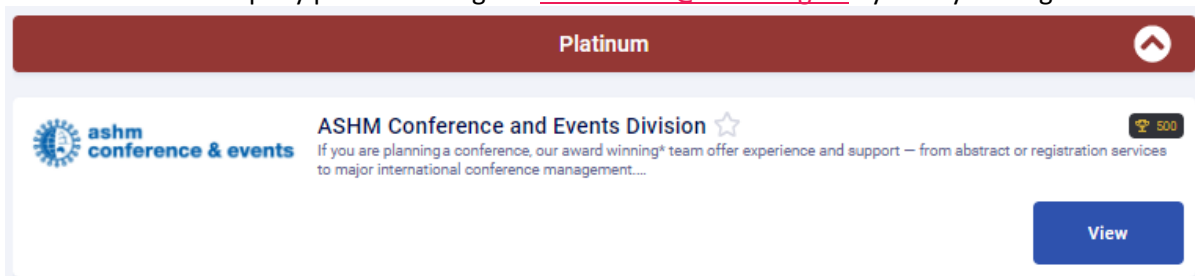 Platinum
ashm
conference & events
ASHM Conference and Events Division
500
If you are planning a conference, our award winning* team offer experience and support — from abstract or registration services
to major international conference management....
View